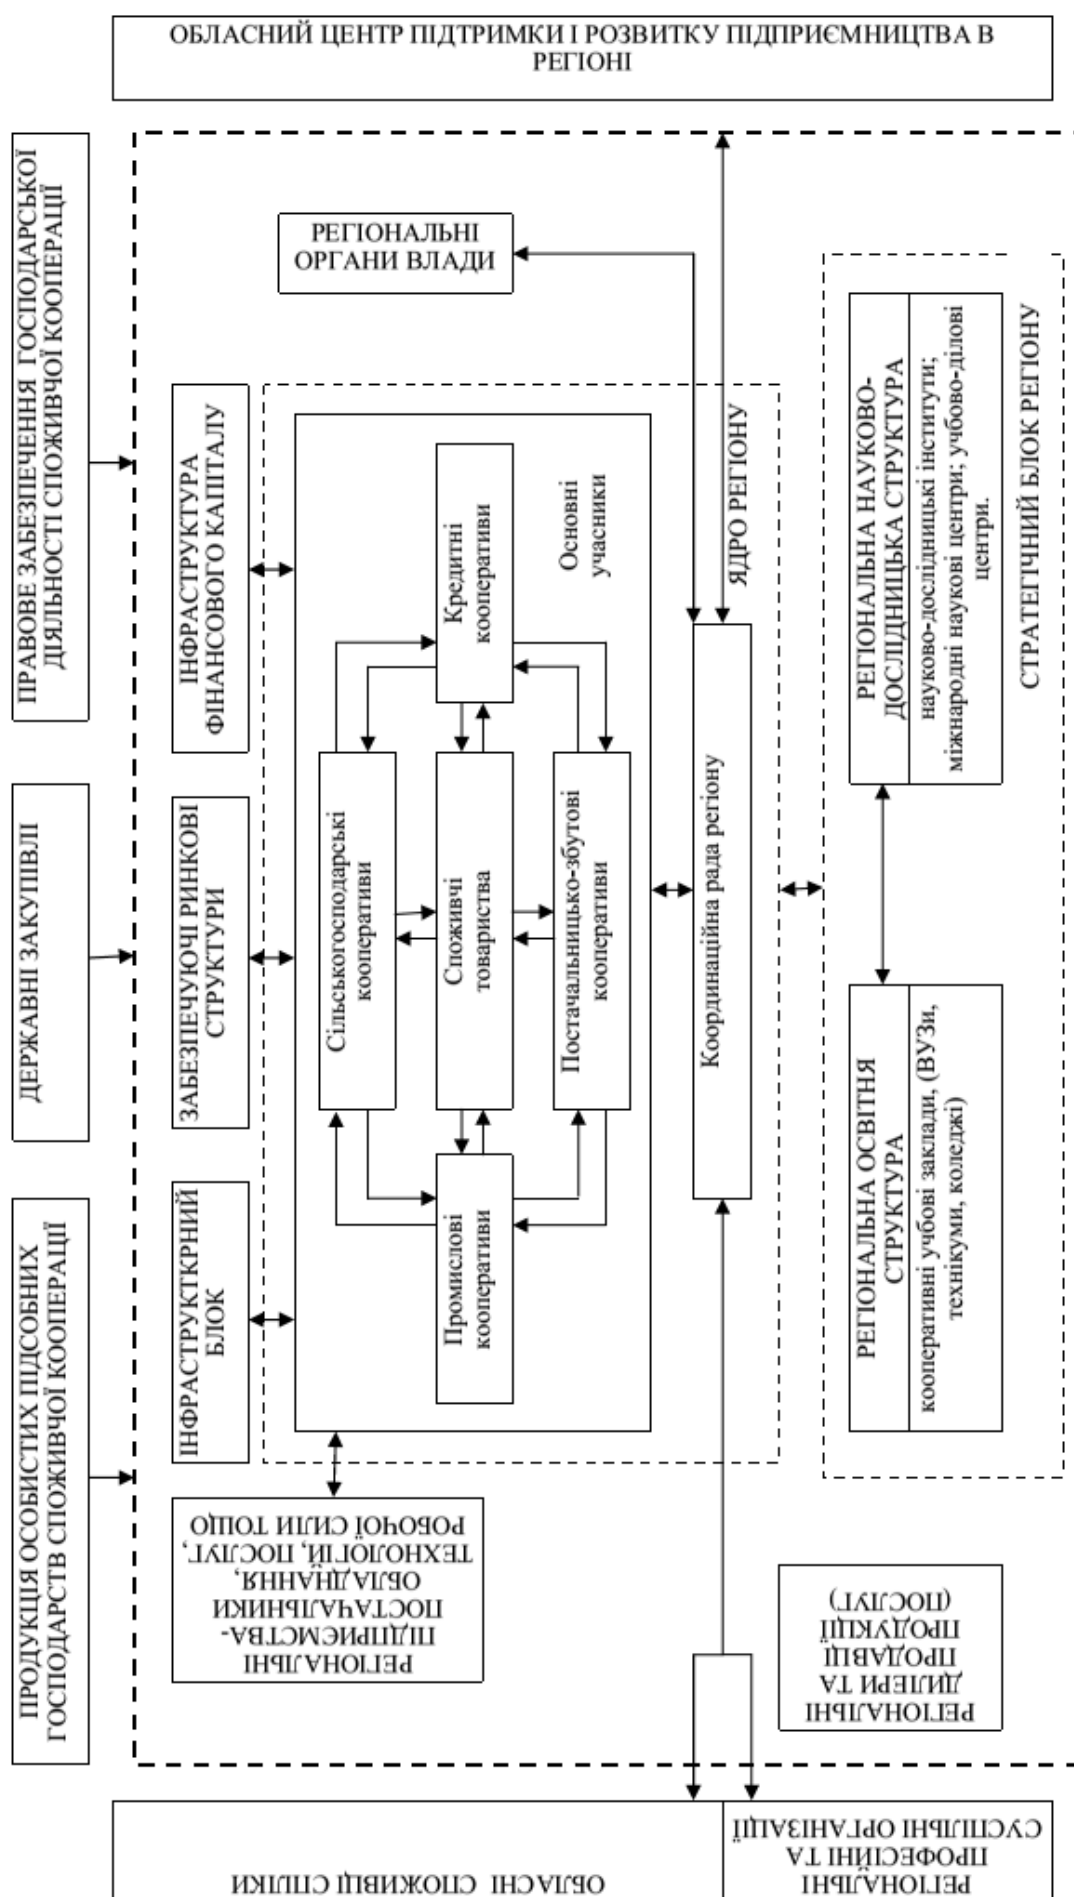 ОБЛАСНИЙ ЦЕНТР ПІДТРИМКИ І РОЗВИТКУ ПІДПРИЄМНИЦТВА В
РЕГІОНІ
ПРАВОВЕ ЗАБЕЗПЕЧЕННЯ ГОСПОДАРСЬКОЇ
ДІЯЛЬНОСТІ СПОЖИВЧОЇ КООПЕРАЦІЇ
ДЕРЖАВНІ ЗАКУПІВЛІ
ПРОДУКЦІЯ ОСОБИСТИХ ПІДСОБНИХ
ГОСПОДАРСТВ СПОЖИВЧОЇ КООПЕРАЦІЇ
РЕГІОНАЛЬНІ
ОРГАНИ ВЛАДИ
ІНФРАСТРУКТУРА
ФІНАНСОВОГО КАПІТАЛУ
ЗАБЕЗПЕЧУЮЧІ РИНКОВІ
СТРУКТУРИ
ІНФРАСТРУКТКРНИЙ
БЛОК
Кредитні
кооперативи
Основні
учасники
Сільськогосподарські
кооперативи
Споживчі
товариства
Постачальницько-збутові
кооперативи
Промислові
кооперативи
ЯДРО РЕГІОНУ
Координаційна рада регіону
РЕГІОНАЛЬНА НАУКОВО-
ДОСЛІДНИЦЬКА СТРУКТУРА
науково-дослідницькі інститути;
міжнародні наукові центри; учбово-ділові
центри.
СТРАТЕГІЧНИЙ БЛОК РЕГІОНУ
РЕГІОНАЛЬНА ОСВІТНЯ
СТРУКТУРА
кооперативні учбові заклади, (ВУЗи,
технікуми, коледжі)
РЕГІОНАЛЬНІ
ПІДПРИЄМСТВА-
ПОСТАЧАЛЬНИКИ
ОБЛАДНАННЯ,
ТЕХНОЛОГІЙ, ПОСЛУГ,
РОБОЧОЇ СИЛИ ТОЩО
РЕГІОНАЛЬНІ
ДИЛЕРИ ТА
ПРОДАВЦІ
ПРОДУКЦІЇ
(ПОСЛУГ)
ОБЛАСНІ СПОЖИВЦІ СПІЛКИ
РЕГІОНАЛЬНІ
ПРОФЕСІЙНІ ТА
СУСПІЛЬНІ ОРГАНІЗАЦІЇ